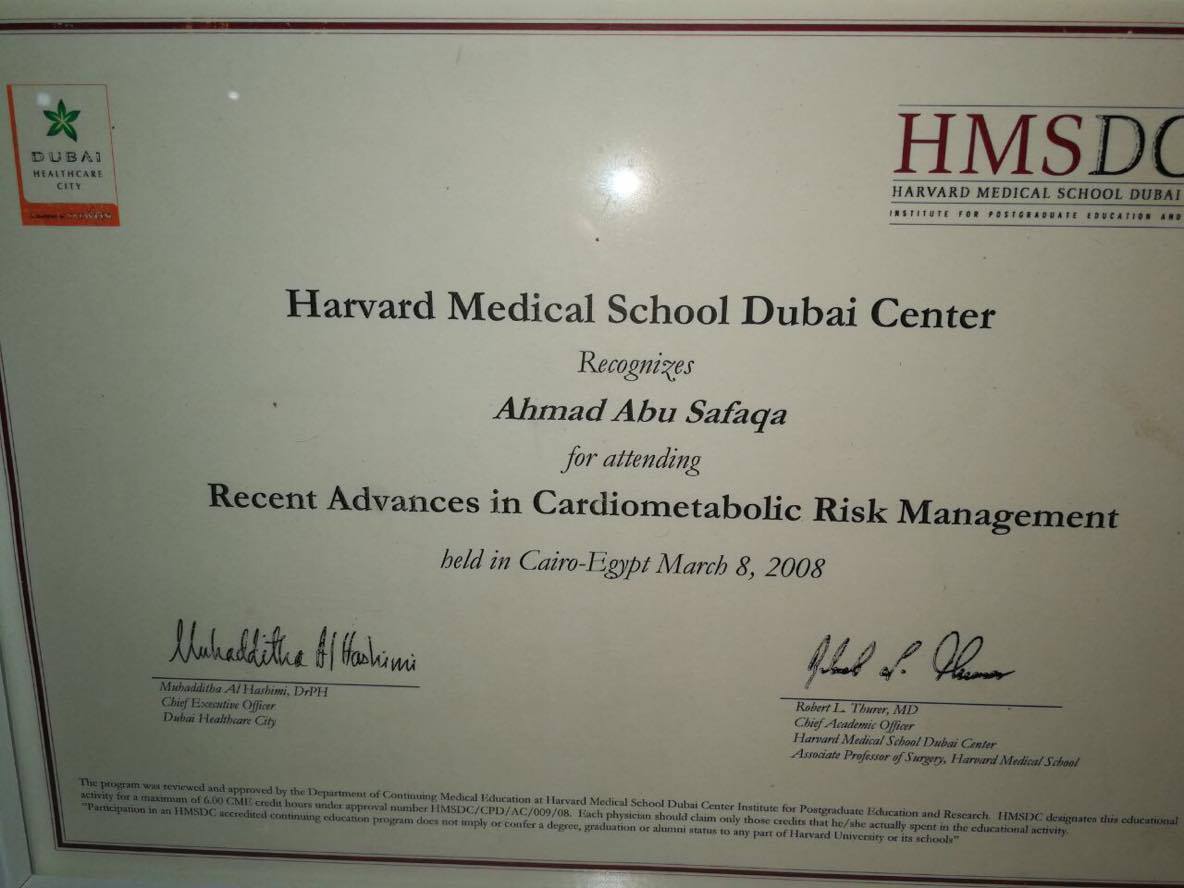 DUBAI
HEALTHCARE
CITY
HMSDC
HARVARD MEDICAL SCHOOL DUBAI
INSTITUTE FOR POSTGRADUATE EDUCATION AND
Harvard Medical School Dubai Center
Recognizes
Ahmad Abu Safaqa
for attending
Recent Advances in Cardiometabolic Risk Management
held in Cairo-Egypt March 8, 2008
Muhadditha Al Hashimi
Muhadditha Al Hashimi, DrPH
Chief Executive Officer
Dubai Healthcare City
Robert L. Thurer, MD
Chief Academic Officer
Harvard Medical School Dubai Center
Associate Professor of Surgery, Harvard Medical School
The program was reviewed and approved by the Department of Continuing Medical Education at Harvard Medical School Dubai Center Institute for Postgraduate Education and Research. HMSDC designates this educational
activity for a maximum of 6.00 CME credit hours under approval number HMSDC/CPD/AC/009/08. Each physician should claim only those credits that he/she actually spent in the educational activity.
"Participation in an HMSDC accredited continuing education program does not imply or confer a degree, graduation or alumni status to any part of Harvard University or its schools"